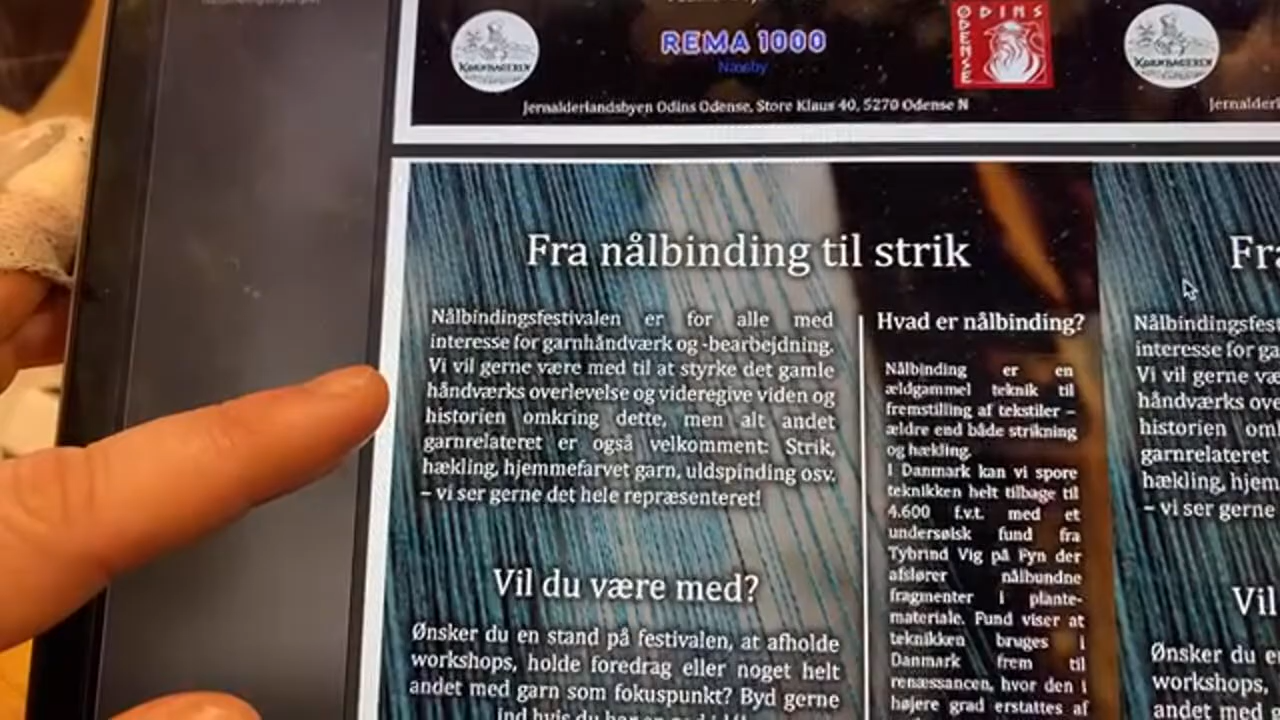 KORNBAGEREN
REMA 1000
Næsby
ODINS
ODENSE
KORNBAGEREN
Jernalderlandsbyen Odins Odense, Store Klaus 40, 5270 Odense N
Fra nålbinding til strik
Nålbindingsfestivalen er for alle med
interesse for garnhåndværk og -bearbejdning.
Vi vil gerne være med til at styrke det gamle
håndværks overlevelse og videregive viden og
historien omkring dette, men alt andet
garnrelateret er også velkomment: Strik,
hækling, hjemmefarvet garn, uldspinding osv.
– vi ser gerne det hele repræsenteret!
Vil du være med?
Ønsker du en stand på festivalen, at afholde
workshops, holde foredrag eller noget helt
andet med garn som fokuspunkt? Byd gerne
Hvad er nålbinding?
Nålbinding er en
ældgammel teknik til
fremstilling af tekstiler –
ældre end både strikning
og hækling.
I Danmark kan vi spore
teknikken helt tilbage til
4.600 f.v.t. med et
undersøisk fund fra
Tybrind Vig på Fyn der
afslører nålbundne
fragmenter i plante-
materiale. Fund viser at
teknikken bruges i
Danmark frem til
renæssancen, hvor den i
højere grad erstattes af
Nålbindingsfes
interesse for ga
Vi vil gerne væ
håndværks ove
historien om
garnrelateret
hækling, hjem
– vi ser gerne
Vil
Ønsker du e
workshops,
andet med g